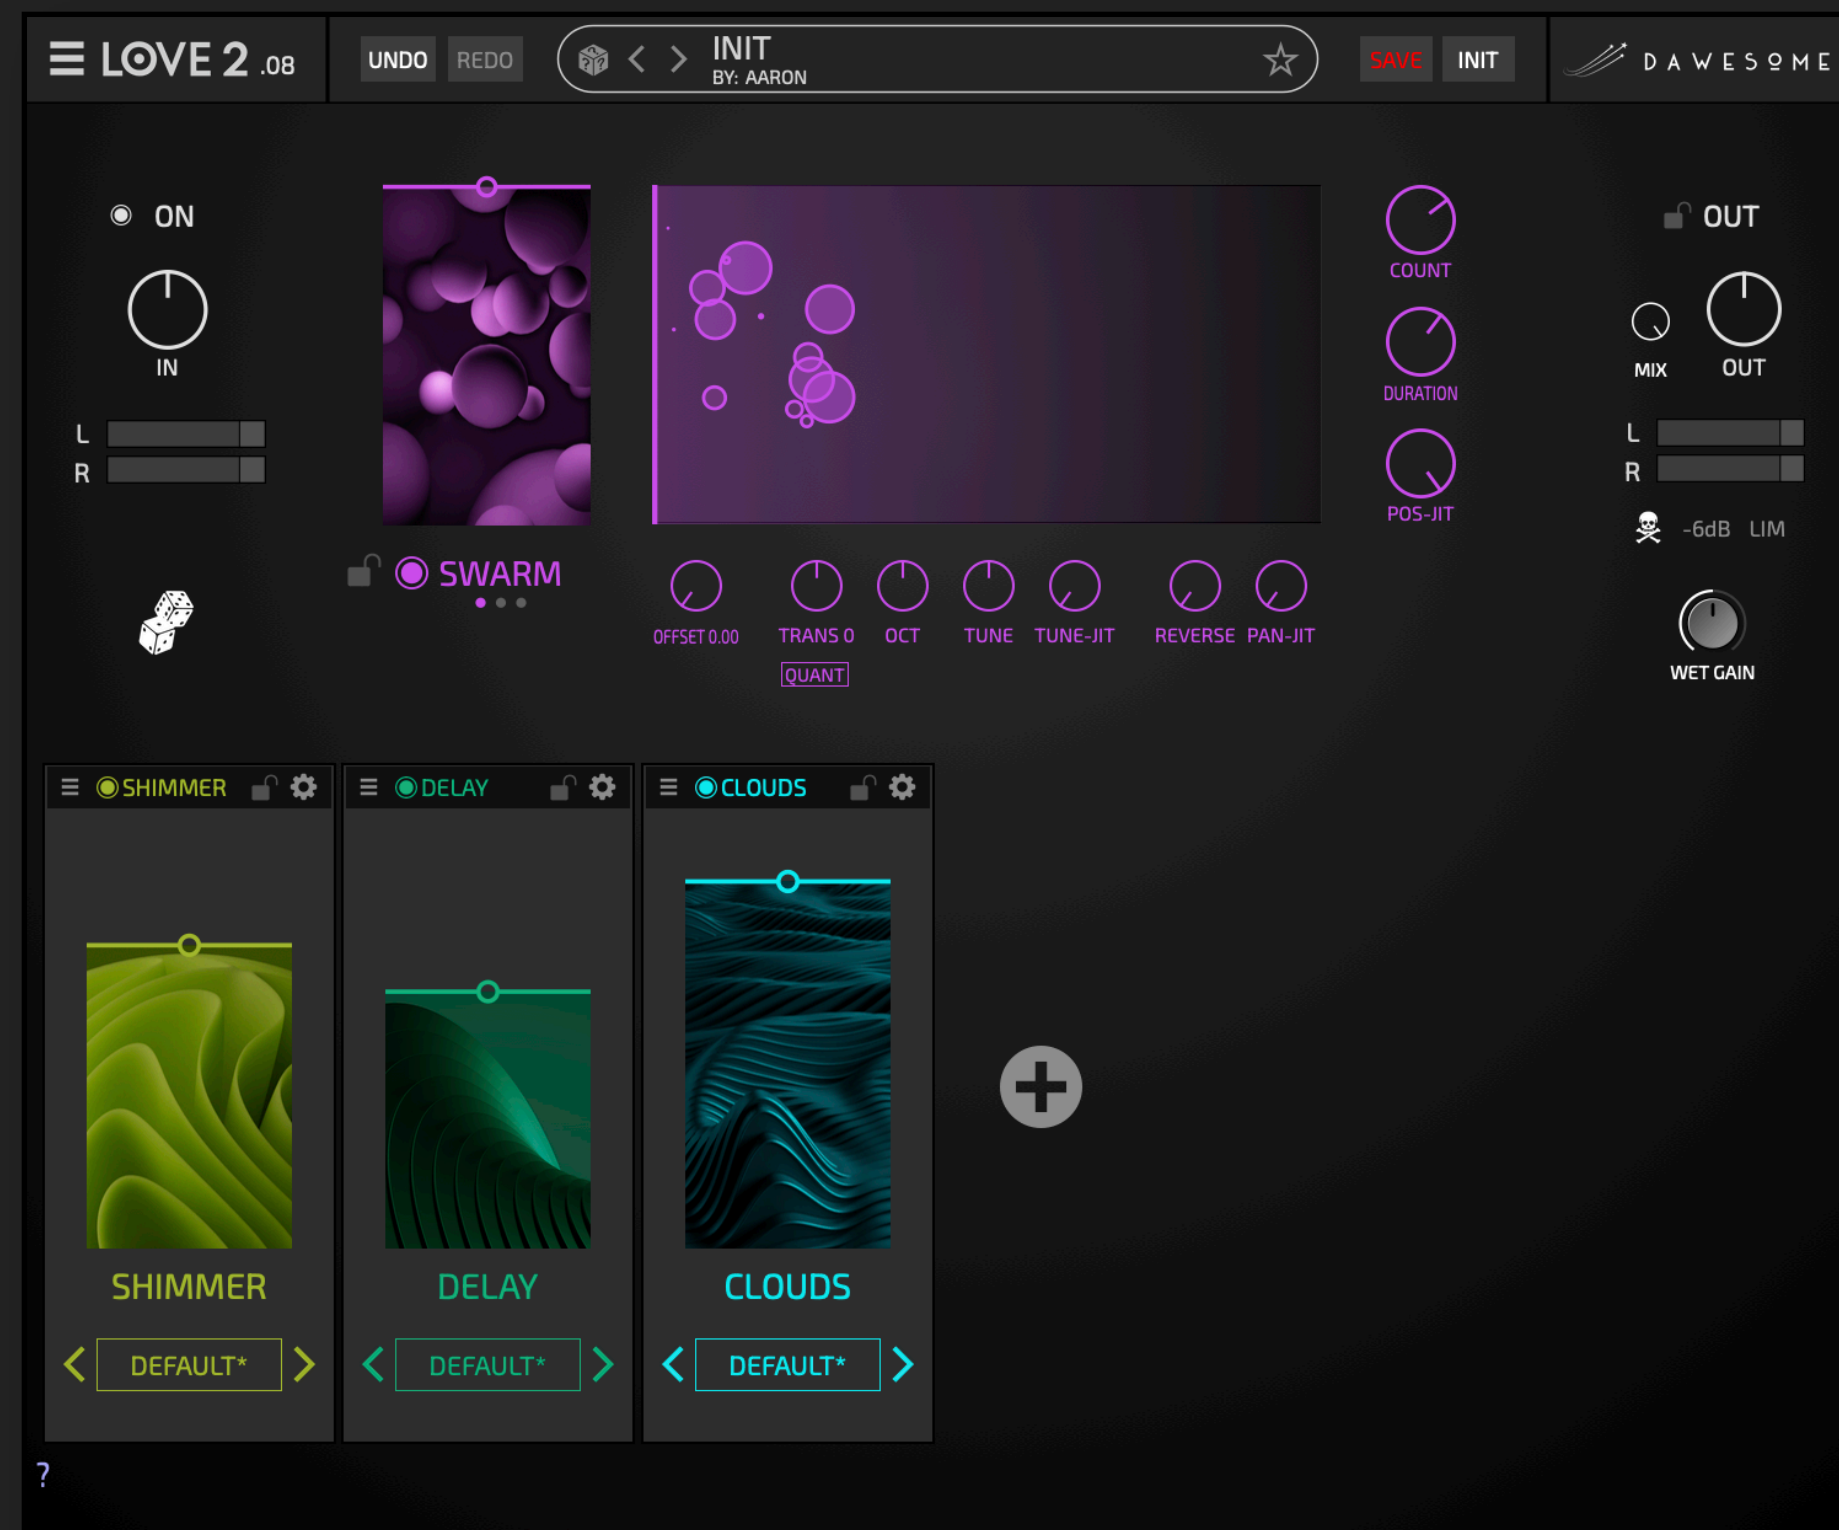 LOVE 2 .08
UNDO
REDO
INIT
BY: AARON
SAVE
INIT
DAWESOME
ON
IN
L
R
SWARM
COUNT
DURATION
POS-JIT
OFFSET 0.00
TRANS 0
OCT
TUNE
TUNE-JIT
REVERSE
PAN-JIT
QUANT
OUT
MIX
OUT
L
R
-6dB LIM
WET GAIN
SHIMMER
DELAY
CLOUDS
SHIMMER
DELAY
CLOUDS
DEFAULT*
DEFAULT*
DEFAULT*
?